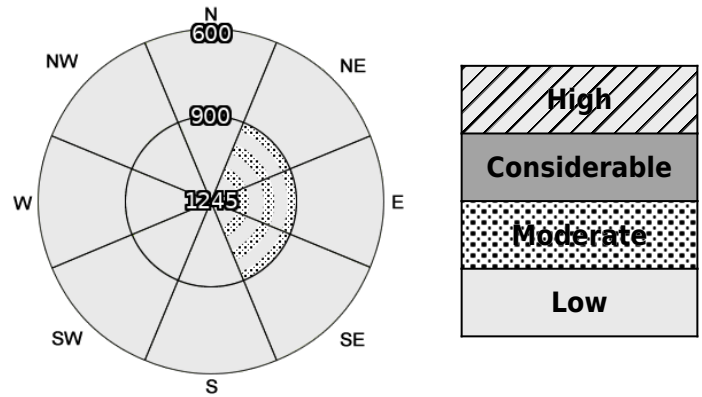 N
600
NW
NE
900
W
1245
E
SW
SE
S
High
Considerable
Moderate
Low